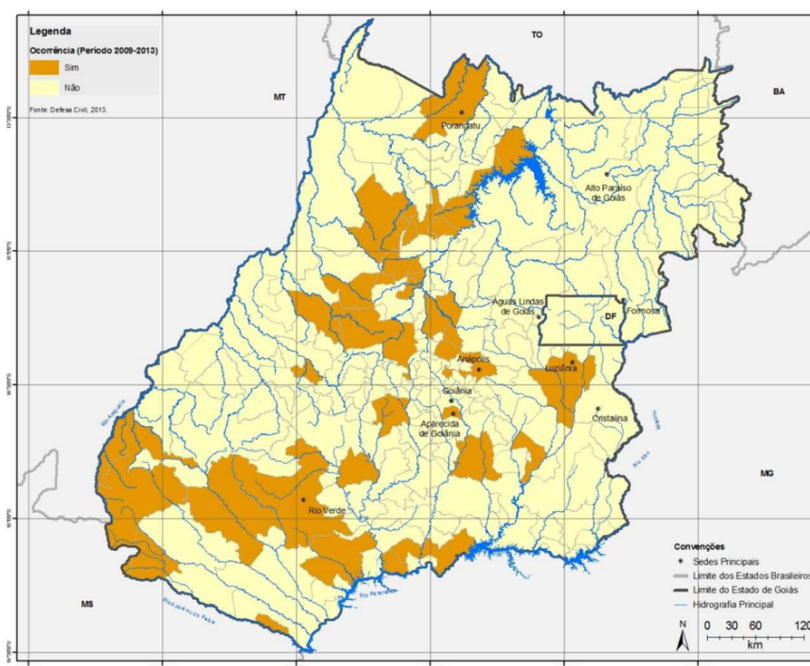 Legenda
Ocorrência (Período 2009-2013)
Sim
Não
Fonte: Defesa Civil, 2013.
TO
MT
BA
Porangatu
Alto Paraíso
de Goiás
Águas Lindas
de Goiás
DF
Formosa
Anápolis
Luziânia
Goiânia
Aparecida
de Goiânia
Cristalina
Rio Verde
MG
MS
Convenções
Sedes Principais
Limite dos Estados Brasileiros
Limite do Estado de Goiás
Hidrografia Principal
N
0 30 60 120
km